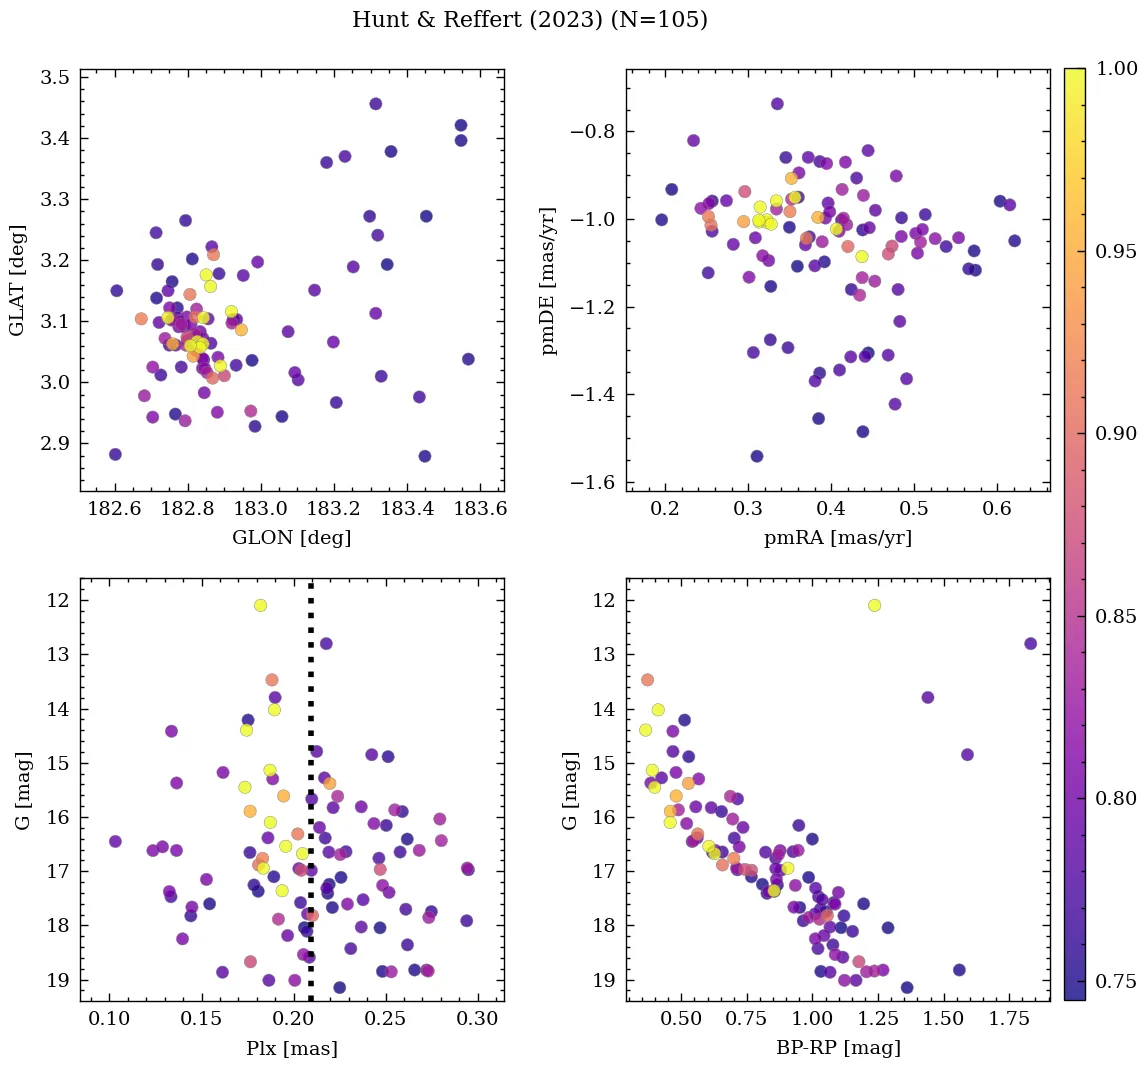 Hunt & Reffert (2023) (N=105)
3.5
3.4
3.3
3.2
3.1
3.0
2.9
GLAT [deg]
182.6 182.8 183.0 183.2 183.4 183.6
GLON [deg]
−0.8
−1.0
−1.2
−1.4
−1.6
pmDE [mas/yr]
0.2 0.3 0.4 0.5 0.6
pmRA [mas/yr]
12
13
14
15
16
17
18
19
G [mag]
0.10 0.15 0.20 0.25 0.30
Plx [mas]
12
13
14
15
16
17
18
19
G [mag]
0.50 0.75 1.00 1.25 1.50 1.75
BP-RP [mag]
1.00
0.95
0.90
0.85
0.80
0.75